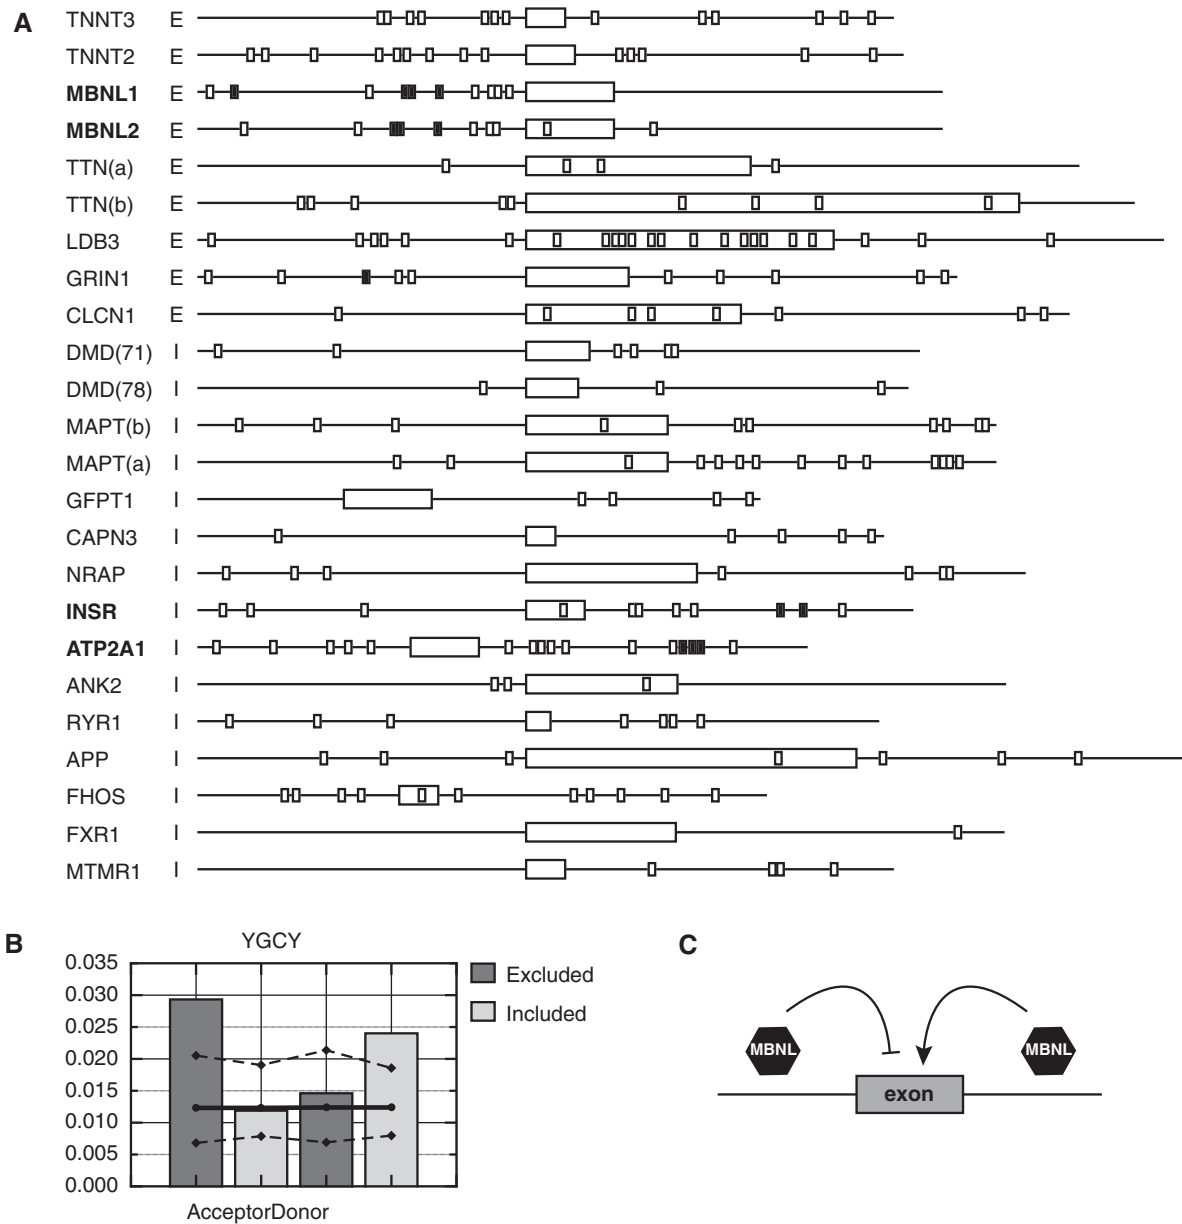 A
TNNT3 E
TNNT2 E
MBNL1 E
MBNL2 E
TTN(a) E
TTN(b) E
LDB3 E
GRIN1 E
CLCN1 E
DMD(71) I
DMD(78) I
MAPT(b) I
MAPT(a) I
GFPT1 I
CAPN3 I
NRAP I
INSR I
ATP2A1 I
ANK2 I
RYR1 I
APP I
FHOS I
FXR1 I
MTMR1 I
B
YGCY
0.035
0.030
0.025
0.020
0.015
0.010
0.005
0.000
AcceptorDonor
Excluded
Included
C
MBNL
MBNL
exon